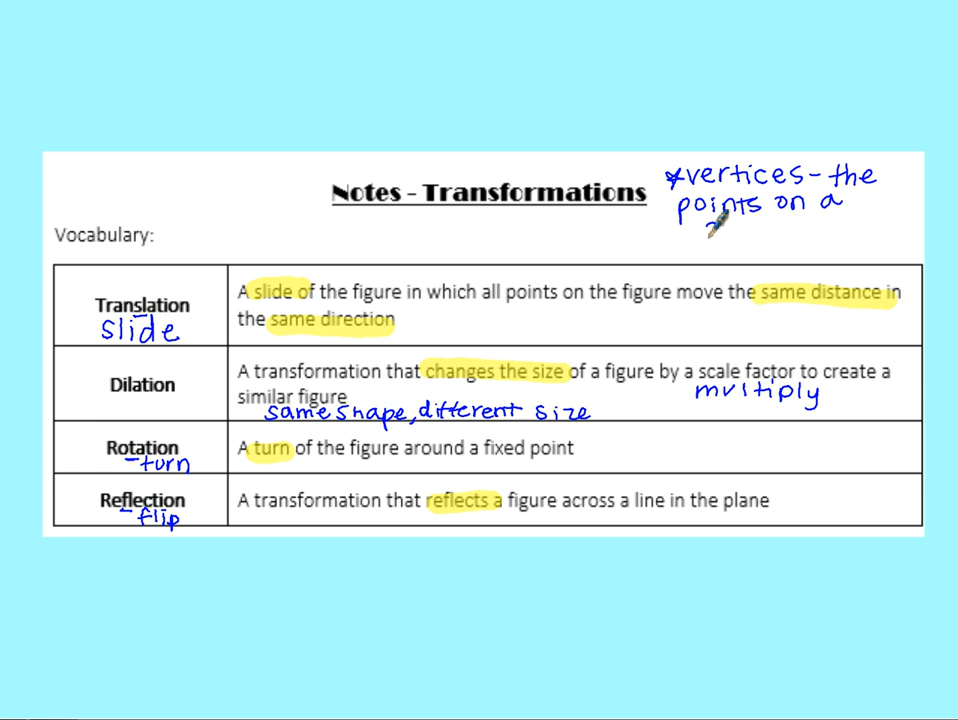 Notes - Transformations
*vertices - the
points on a
Vocabulary:
Translation
- slide
A slide of the figure in which all points on the figure move the same distance in
the same direction
Dilation
A transformation that changes the size of a figure by a scale factor to create a
multiply
similar figure
same shape, different size
Rotation
- turn
A turn of the figure around a fixed point
Reflection
- flip
A transformation that reflects a figure across a line in the plane